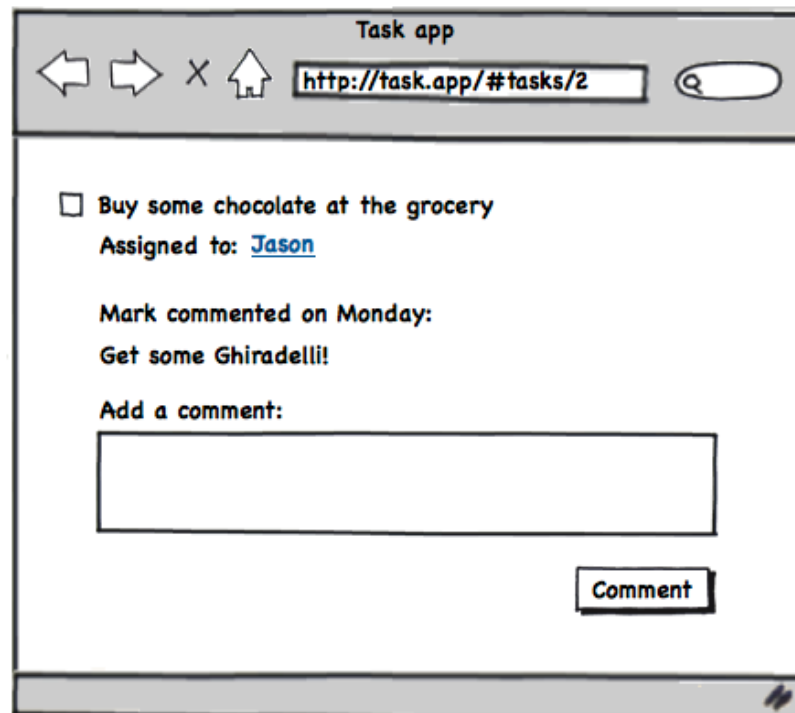 Task app
http://task.app/#tasks/2
Buy some chocolate at the grocery
Assigned to: Jason
Mark commented on Monday:
Get some Ghiradelli!
Add a comment:
Comment